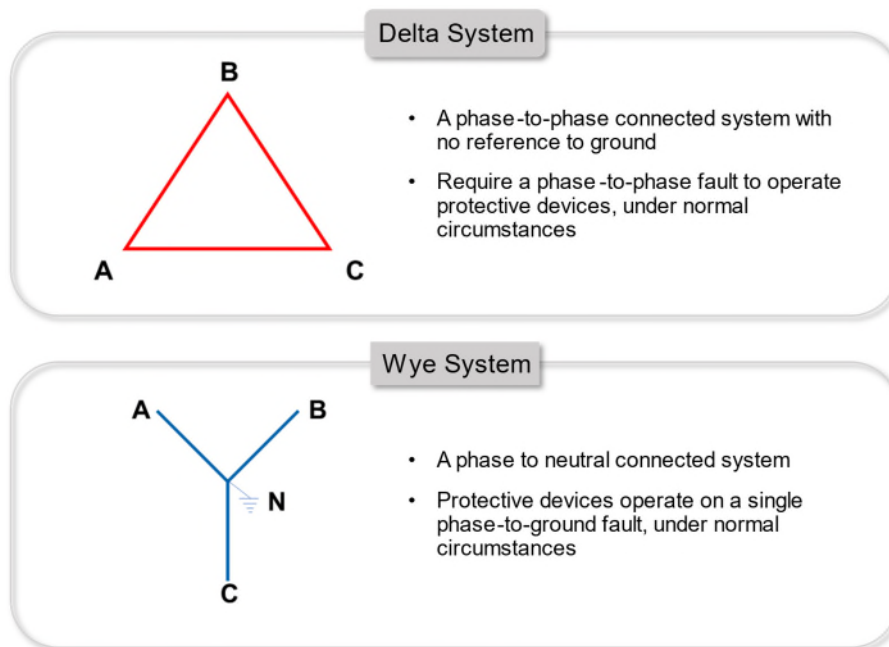 Delta System
B
A
C
• A phase-to-phase connected system with
no reference to ground
• Require a phase-to-phase fault to operate
protective devices, under normal
circumstances
Wye System
A
B
N
C
• A phase to neutral connected system
• Protective devices operate on a single
phase-to-ground fault, under normal
circumstances